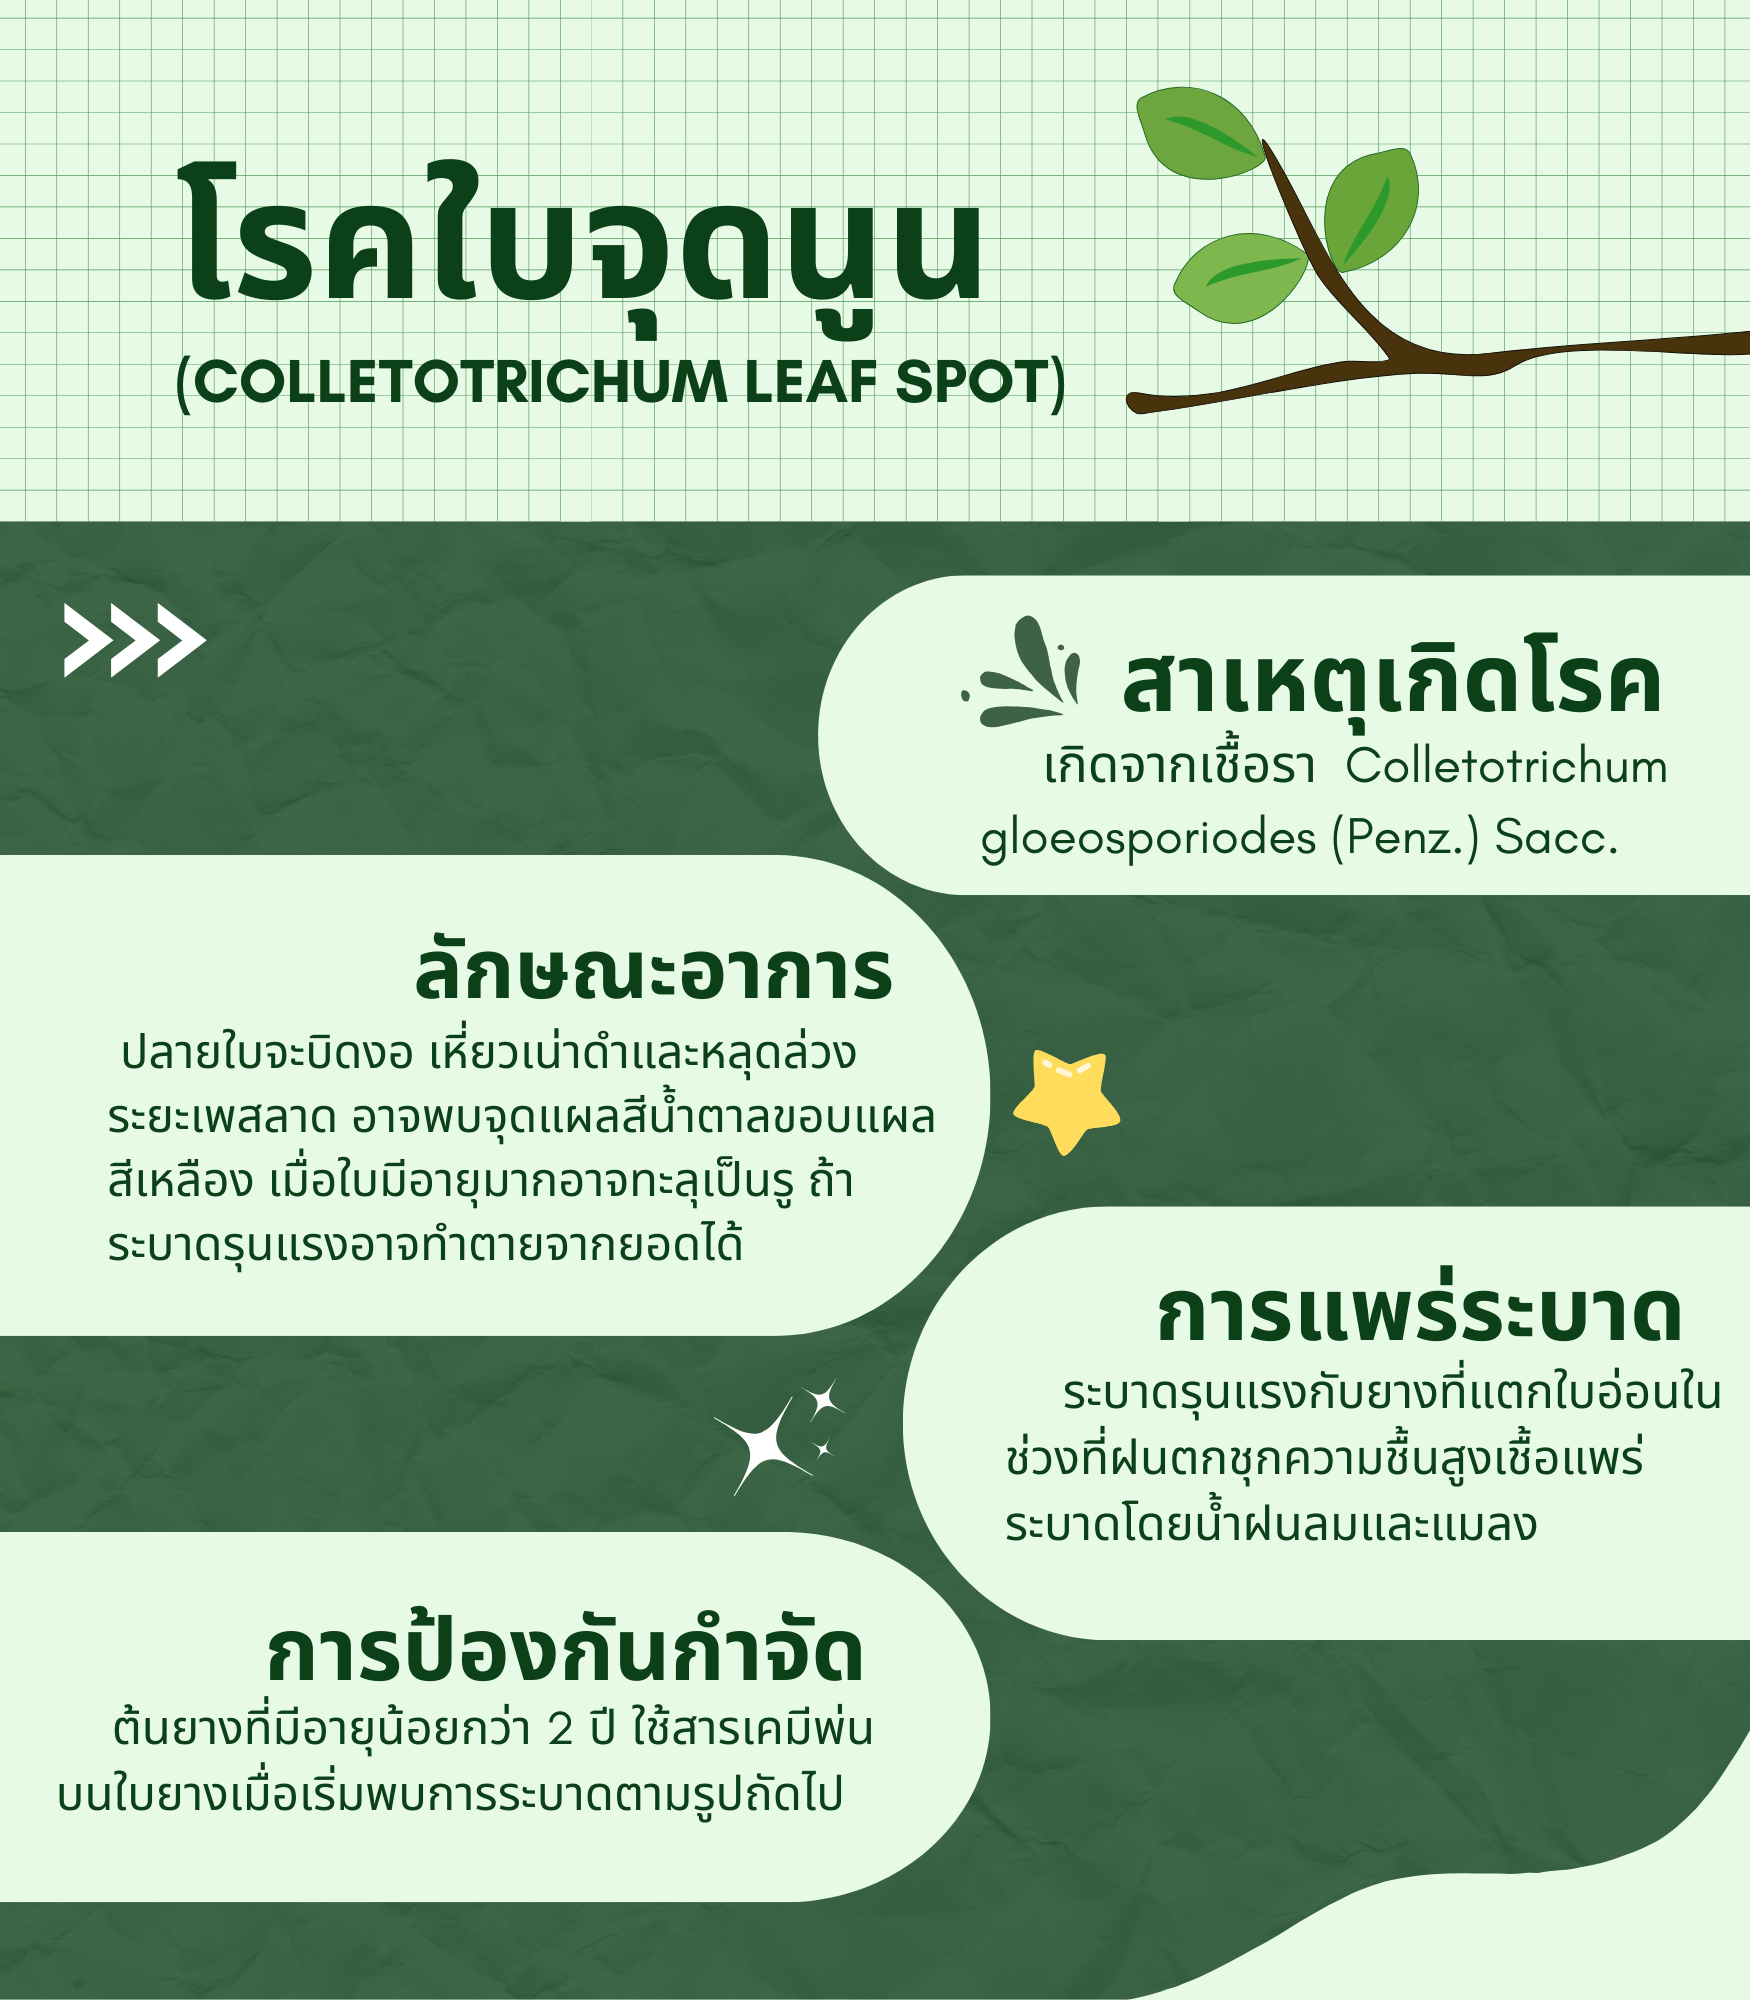 โรคใบจุดนูน
(COLLETOTRICHUM LEAF SPOT)
สาเหตุเกิดโรค
เกิดจากเชื้อรา Colletotrichum
gloeosporiodes (Penz.) Sacc.
ลักษณะอาการ
ปลายใบจะบิดงอ เหี่ยวเน่าดำและหลุดล่วง
ระยะเพสลาด อาจพบจุดแผลสีน้ำตาลขอบแผล
สีเหลือง เมื่อใบมีอายุมากอาจทะลุเป็นรู ถ้า
ระบาดรุนแรงอาจทำตายจากยอดได้
การแพร่ระบาด
ระบาดรุนแรงกับยางที่แตกใบอ่อนใน
ช่วงที่ฝนตกชุกความชื้นสูงเชื้อแพร่
ระบาดโดยน้ำฝนลมและแมลง
การป้องกันกำจัด
ต้นยางที่มีอายุน้อยกว่า 2 ปี ใช้สารเคมีพ่น
บนใบยางเมื่อเริ่มพบการระบาดตามรูปถัดไป